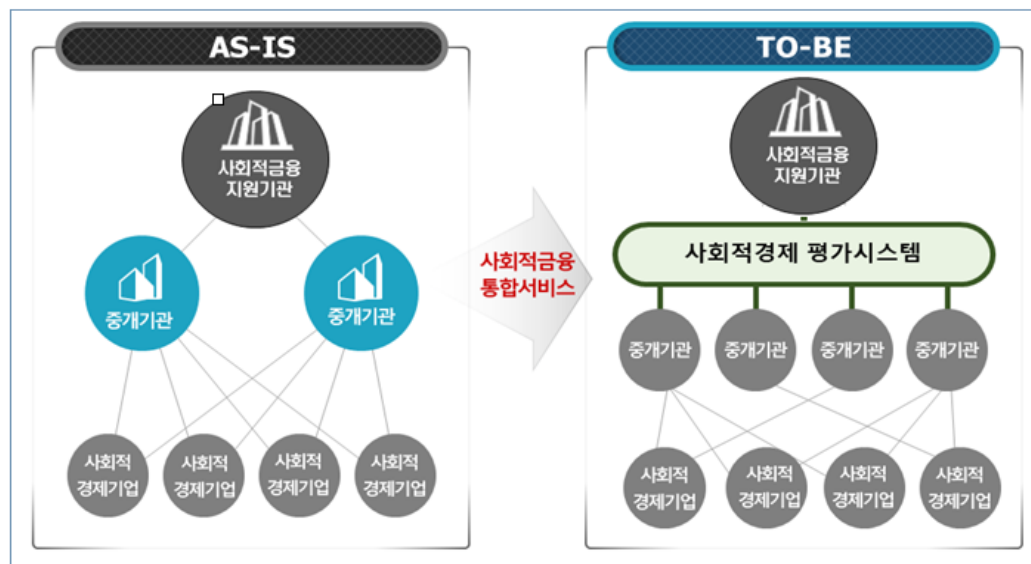 AS-IS
사회적금융
지원기관
중개기관
중개기관
사회적
경제기업
사회적
경제기업
사회적
경제기업
사회적
경제기업
사회적금융
통합서비스
TO-BE
사회적금융
지원기관
사회적경제 평가시스템
중개기관
중개기관
중개기관
중개기관
사회적
경제기업
사회적
경제기업
사회적
경제기업
사회적
경제기업